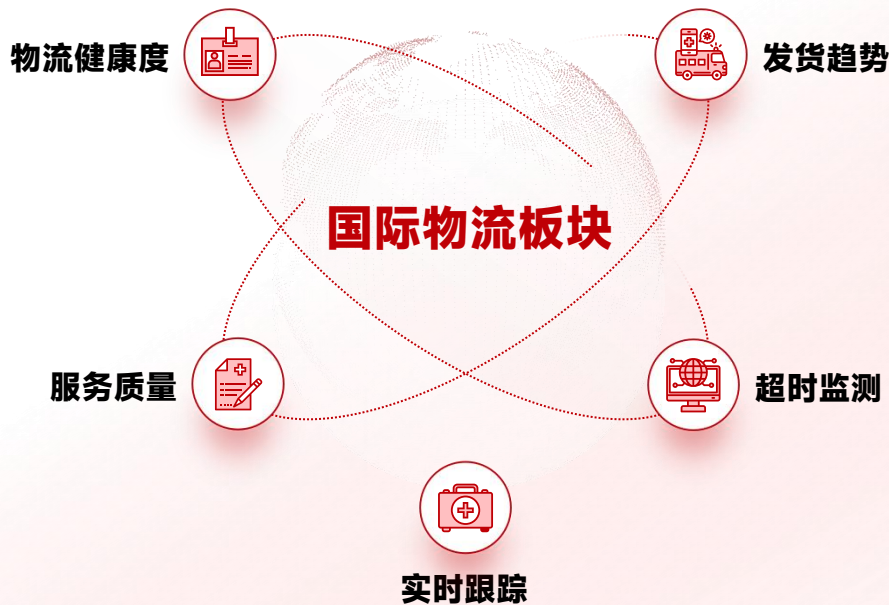 物流健康度
发货趋势
国际物流板块
服务质量
超时监测
实时跟踪